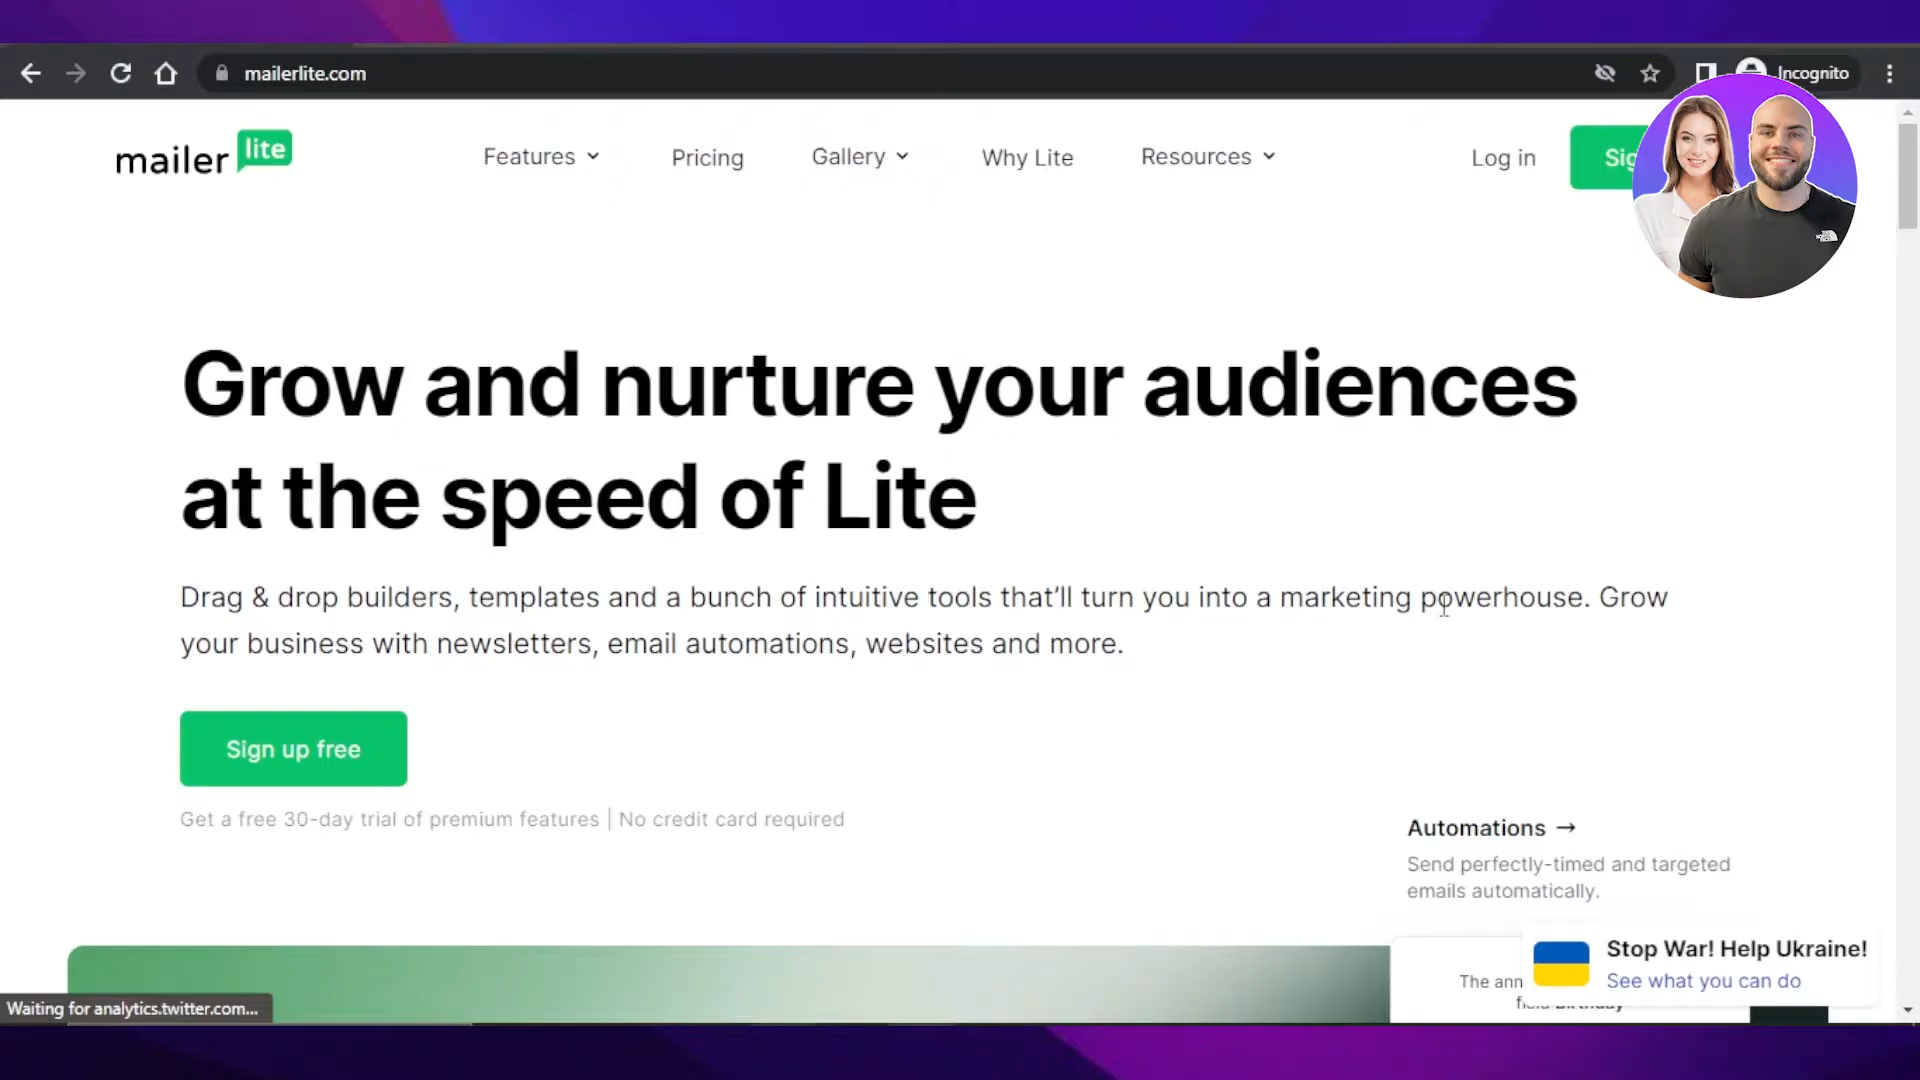 mailerlite.com
Incognito
mailer lite
Features
Pricing
Gallery
Why Lite
Resources
Log in
Grow and nurture your audiences
at the speed of Lite
Drag & drop builders, templates and a bunch of intuitive tools that'll turn you into a marketing powerhouse. Grow
your business with newsletters, email automations, websites and more.
Sign up free
Get a free 30-day trial of premium features | No credit card required
Automations →
Send perfectly-timed and targeted
emails automatically.
The
Stop War! Help Ukraine!
See what you can do
Waiting for analytics.twitter.com...